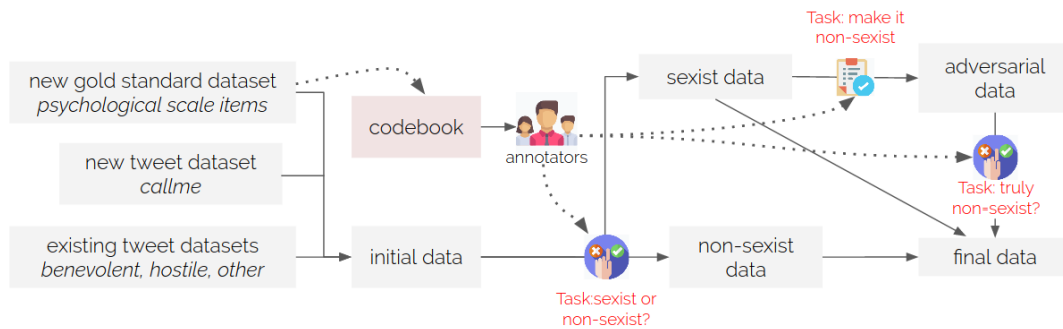 new gold standard dataset
psychological scale items
new tweet dataset
callme
existing tweet datasets
benevolent, hostile, other
codebook
annotators
initial data
Task:sexist or
non-sexist?
sexist data
Task: make it
non-sexist
adversarial
data
Task: truly
non=sexist?
non-sexist
data
final data